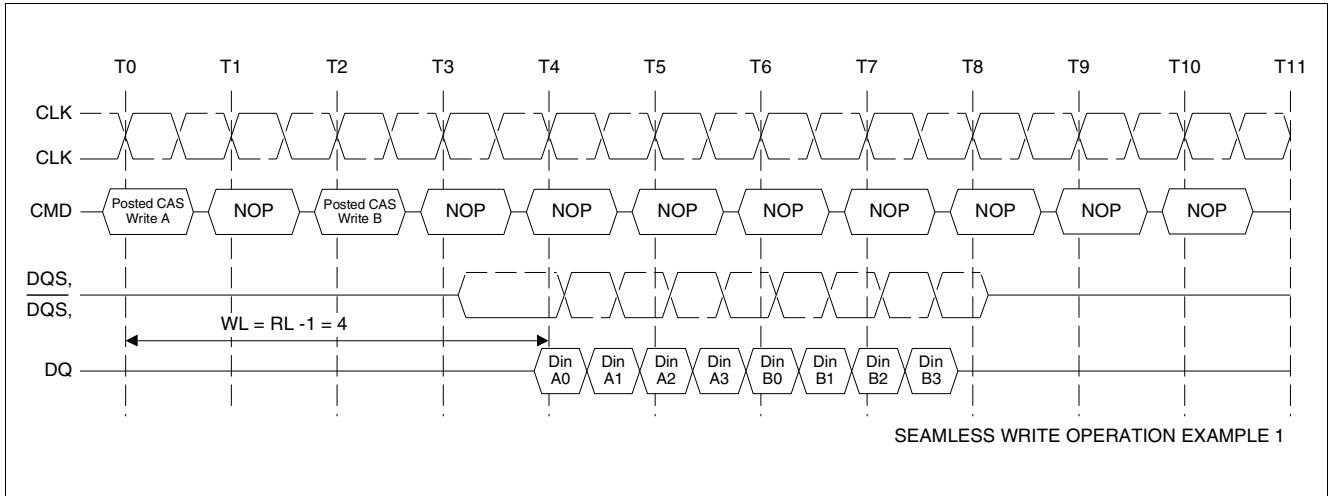 T0 T1 T2 T3 T4 T5 T6 T7 T8 T9 T10 T11
CLK
CLK
CMD
Posted CAS
Write A
NOP
Posted CAS
Write B
NOP
NOP
NOP
NOP
NOP
NOP
NOP
NOP
DQS,
DQS,
WL = RL -1 = 4
DQ
Din
A0
Din
A1
Din
A2
Din
A3
Din
B0
Din
B1
Din
B2
Din
B3
SEAMLESS WRITE OPERATION EXAMPLE 1